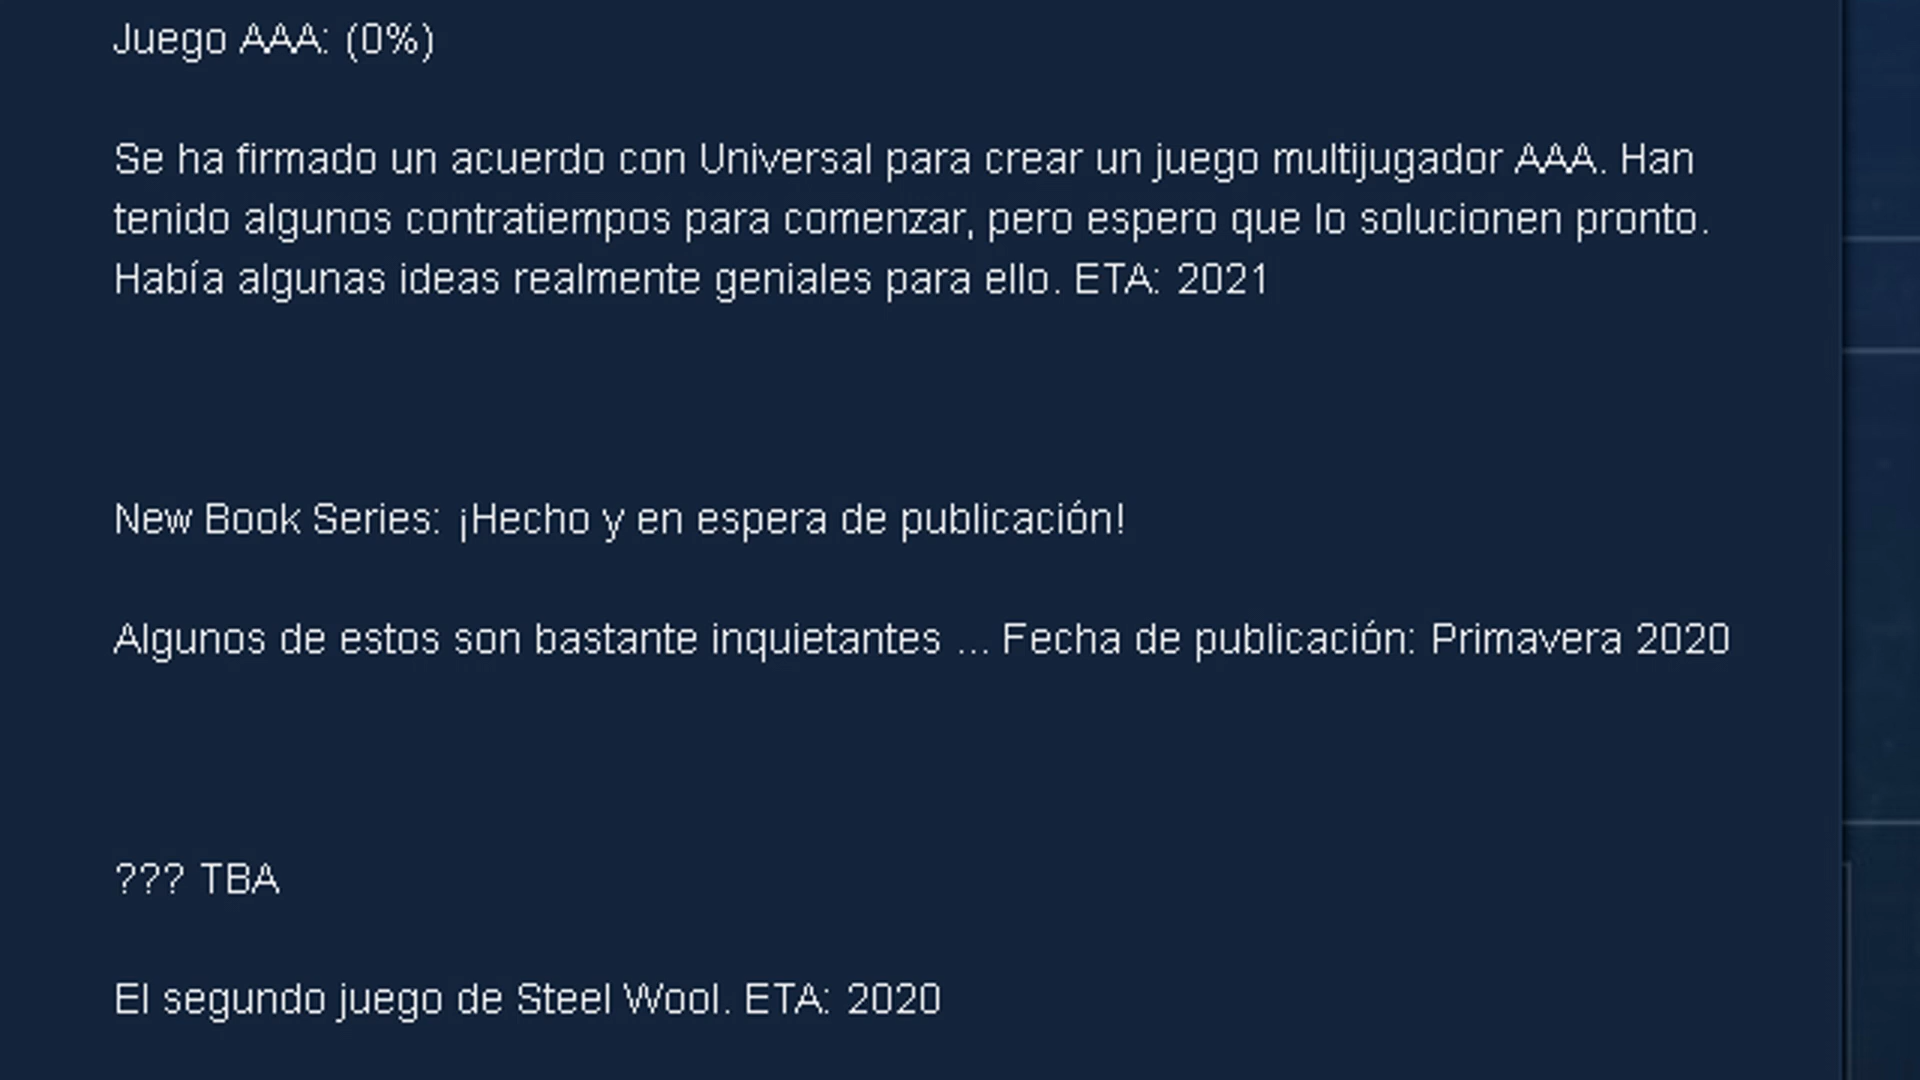 Juego AAA: (0%)
Se ha firmado un acuerdo con Universal para crear un juego multijugador AAA. Han
tenido algunos contratiempos para comenzar, pero espero que lo solucionen pronto.
Había algunas ideas realmente geniales para ello. ETA: 2021
New Book Series: ¡Hecho y en espera de publicación!
Algunos de estos son bastante inquietantes ... Fecha de publicación: Primavera 2020
??? TBA
El segundo juego de Steel Wool. ETA: 2020